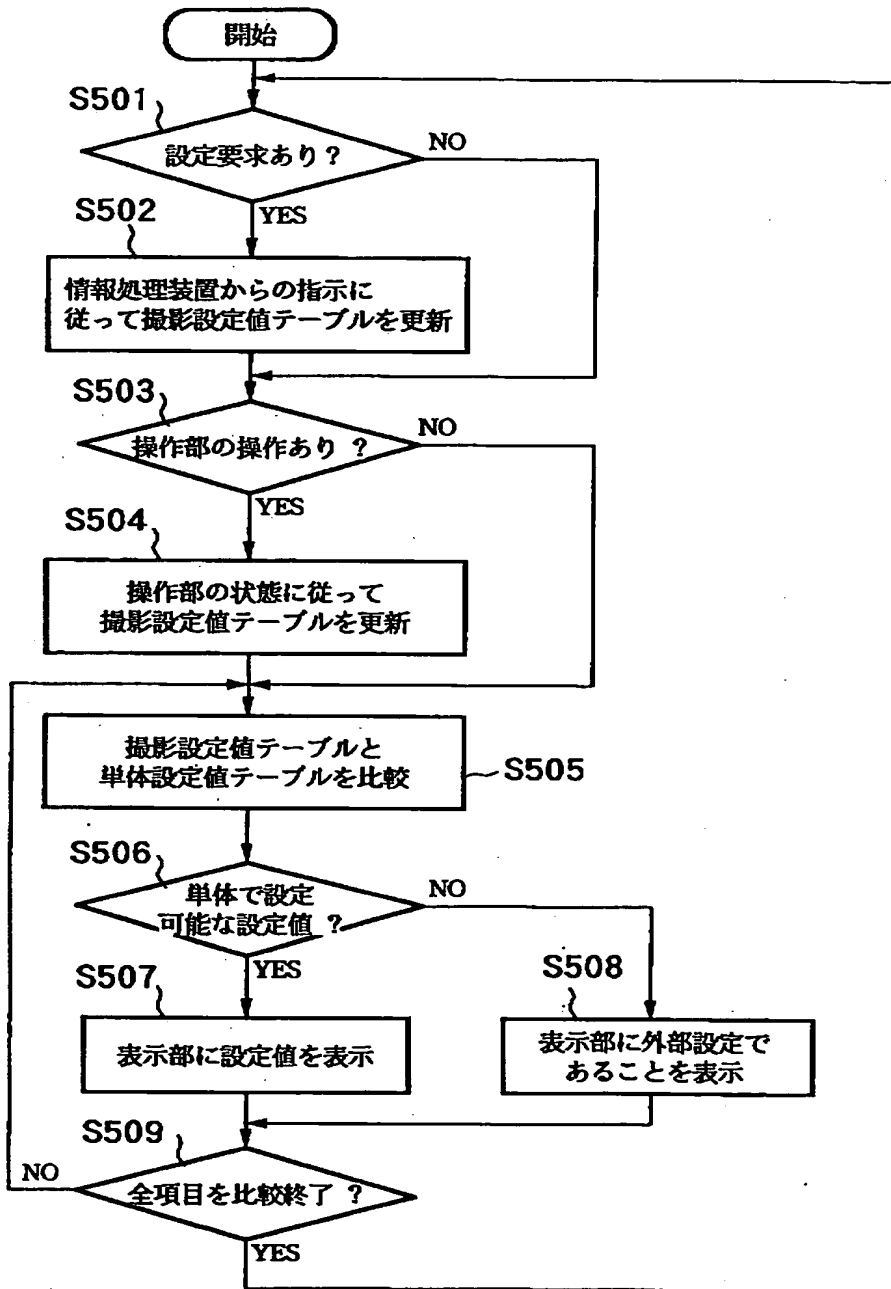 開始
S501
設定要求あり?
NO
YES
S502
情報処理装置からの指示に
従って撮影設定値テーブルを更新
S503
操作部の操作あり ?
NO
YES
S504
操作部の状態に従って
撮影設定値テーブルを更新
撮影設定値テーブルと
単体設定値テーブルを比較
S505
S506
単体で設定
可能な設定値 ?
NO
YES
S507
表示部に設定値を表示
S508
表示部に外部設定で
あることを表示
S509
NO
全項目を比較終了 ?
YES